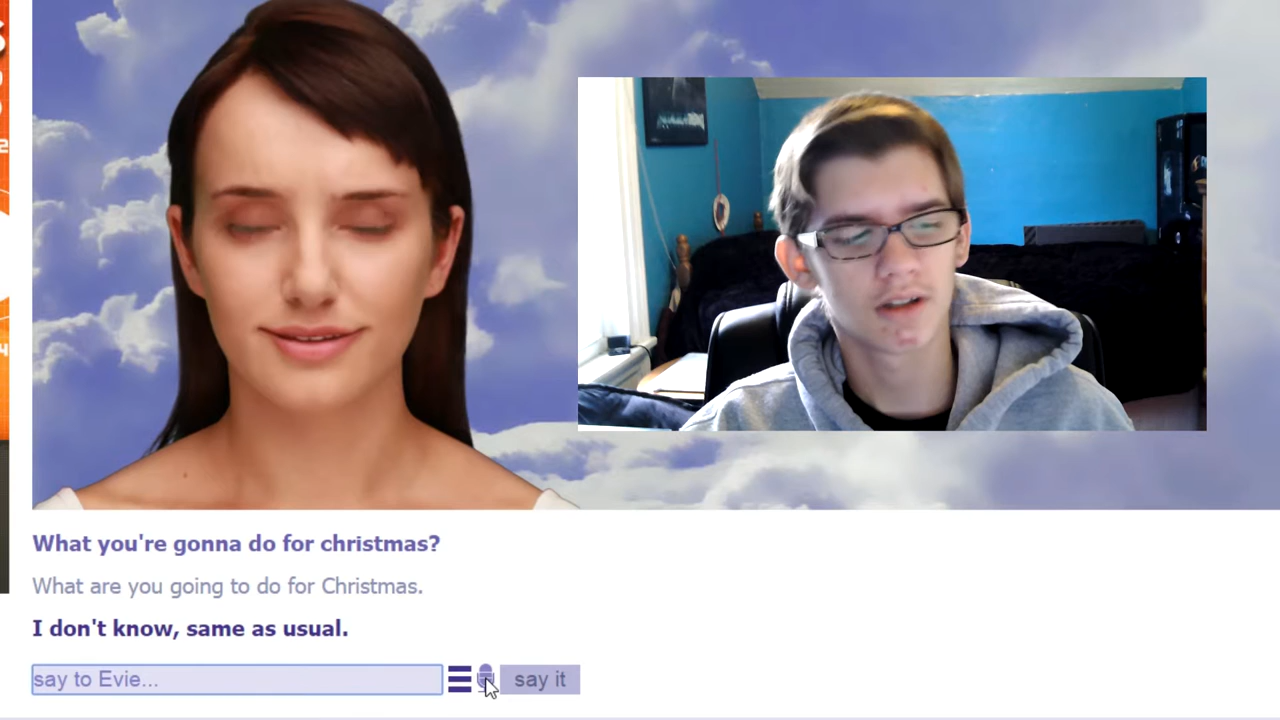 What you're gonna do for christmas?
What are you going to do for Christmas.
I don't know, same as usual.
say to Evie...
say it